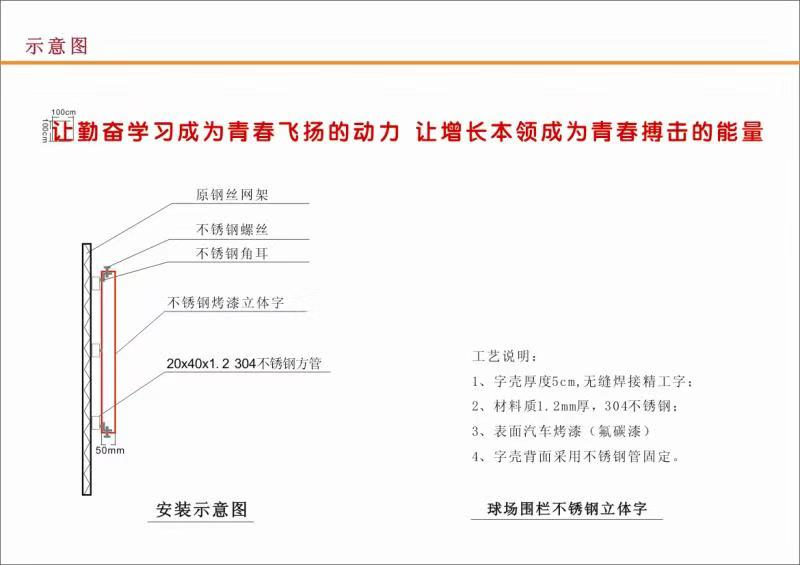 示意图
100cm
100cm
让勤奋学习成为青春飞扬的动力 让增长本领成为青春搏击的能量
原钢丝网架
不锈钢螺丝
不锈钢角耳
不锈钢烤漆立体字
20x40x1.2 304不锈钢方管
50mm
安装示意图
工艺说明：
1、字壳厚度5cm,无缝焊接精工字；
2、材料质1.2mm厚，304不锈钢；
3、表面汽车烤漆（氟碳漆）
4、字壳背面采用不锈钢管固定。
球场围栏不锈钢立体字